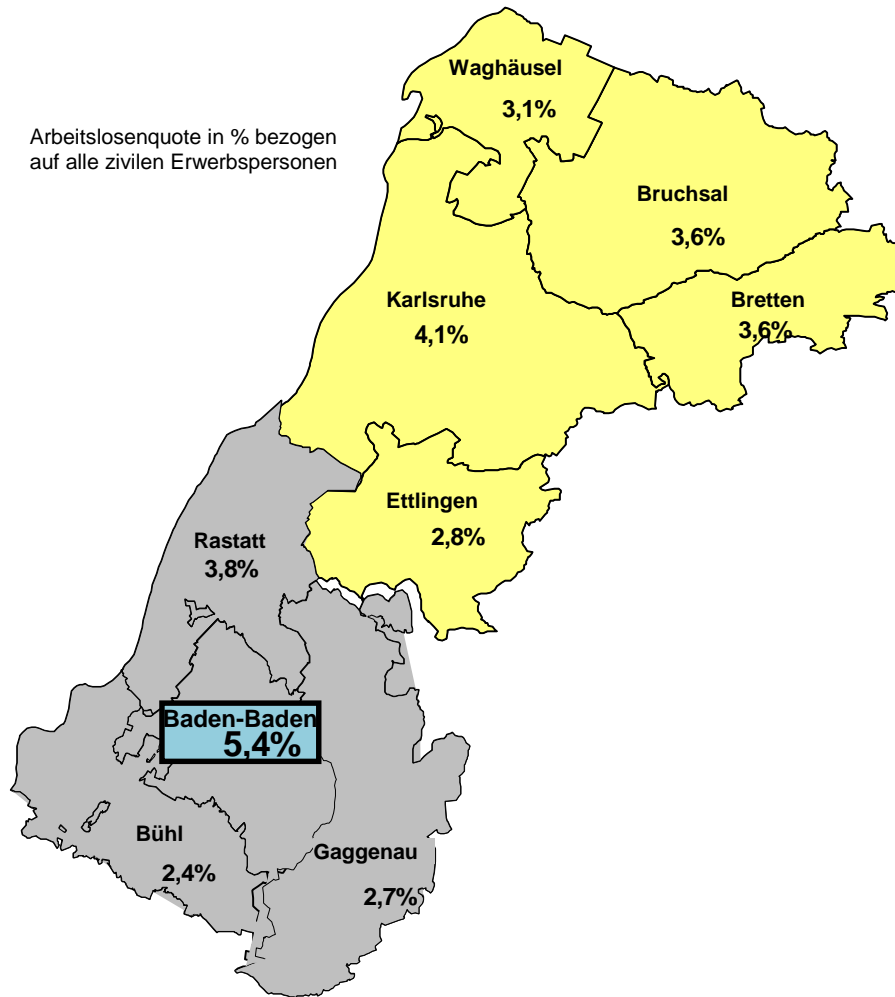 Arbeitslosenquote in % bezogen
auf alle zivilen Erwerbspersonen
Waghäusel
3,1%
Bruchsal
3,6%
Karlsruhe
4,1%
Bretten
3,6%
Ettlingen
2,8%
Rastatt
3,8%
Baden-Baden
5,4%
Bühl
2,4%
Gaggenau
2,7%